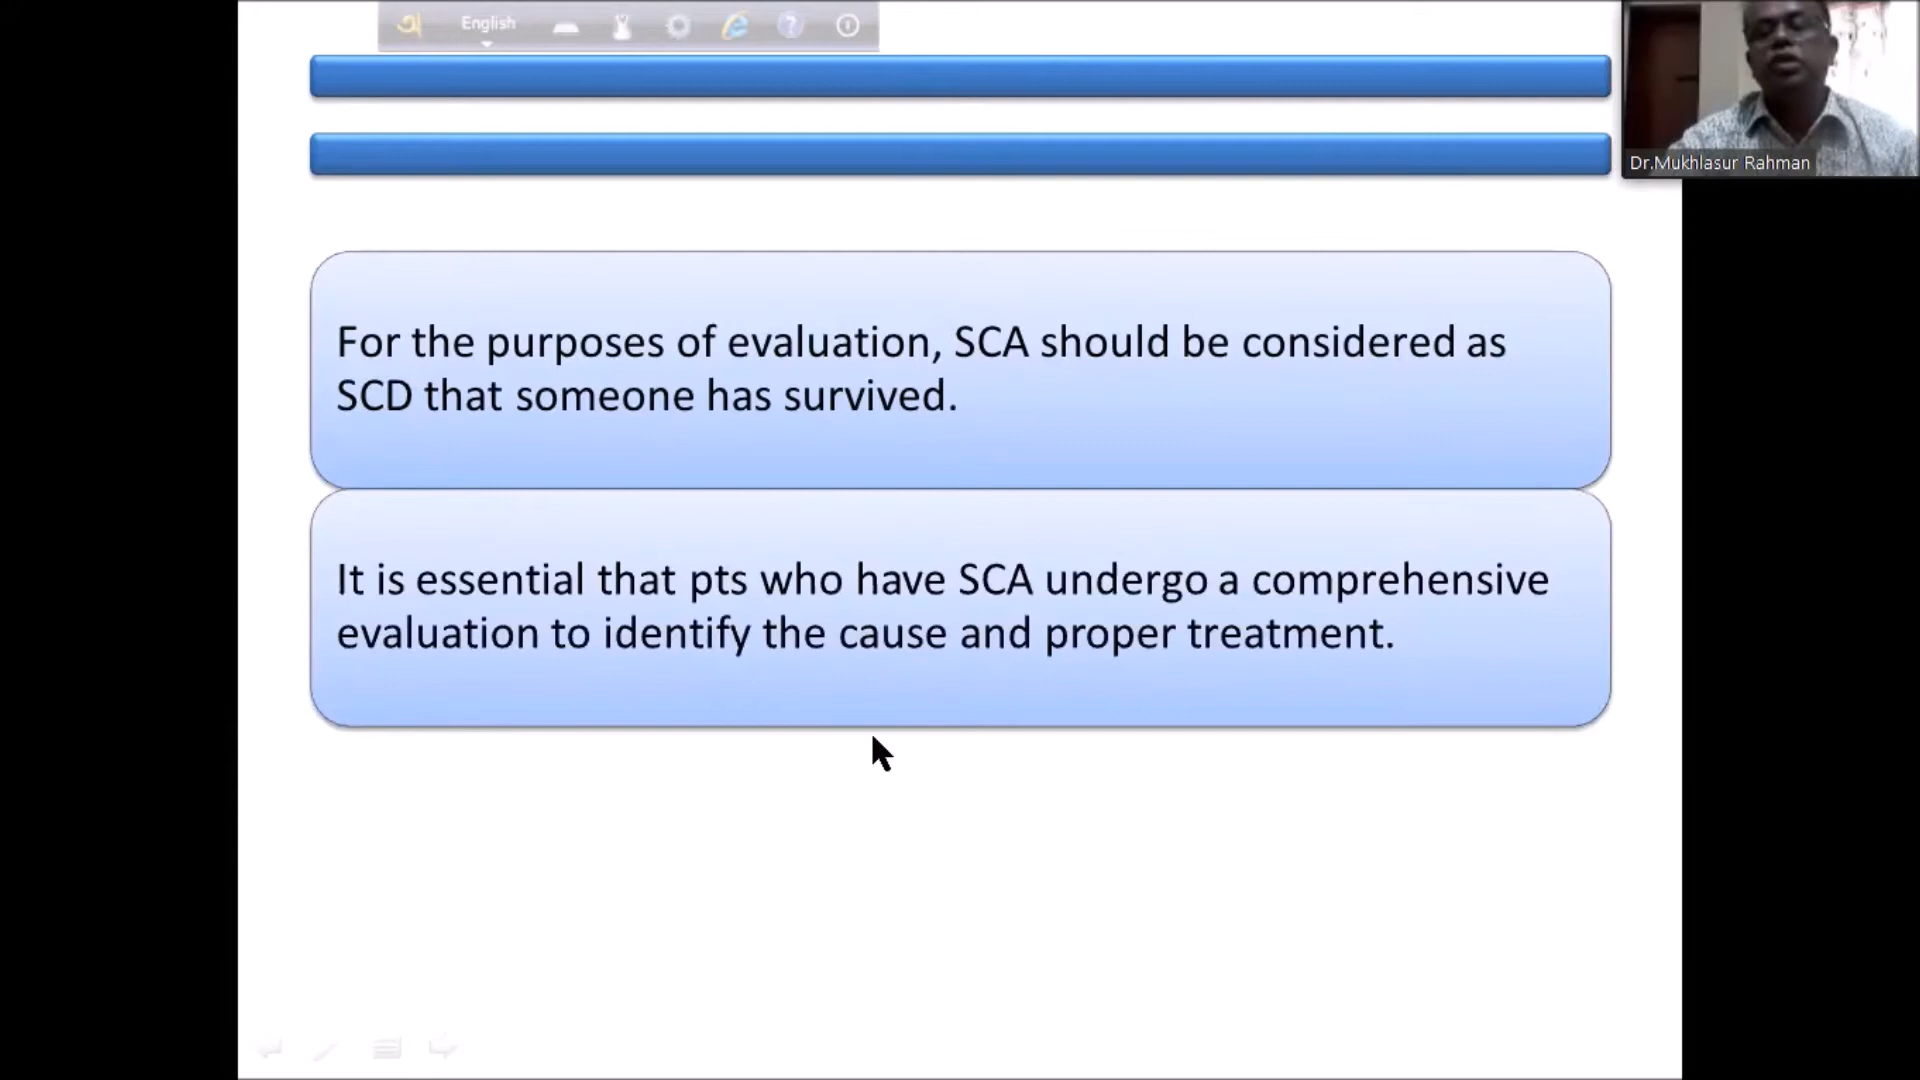 অ English
Dr.Mukhlasur Rahman
For the purposes of evaluation, SCA should be considered as
SCD that someone has survived.
It is essential that pts who have SCA undergo a comprehensive
evaluation to identify the cause and proper treatment.